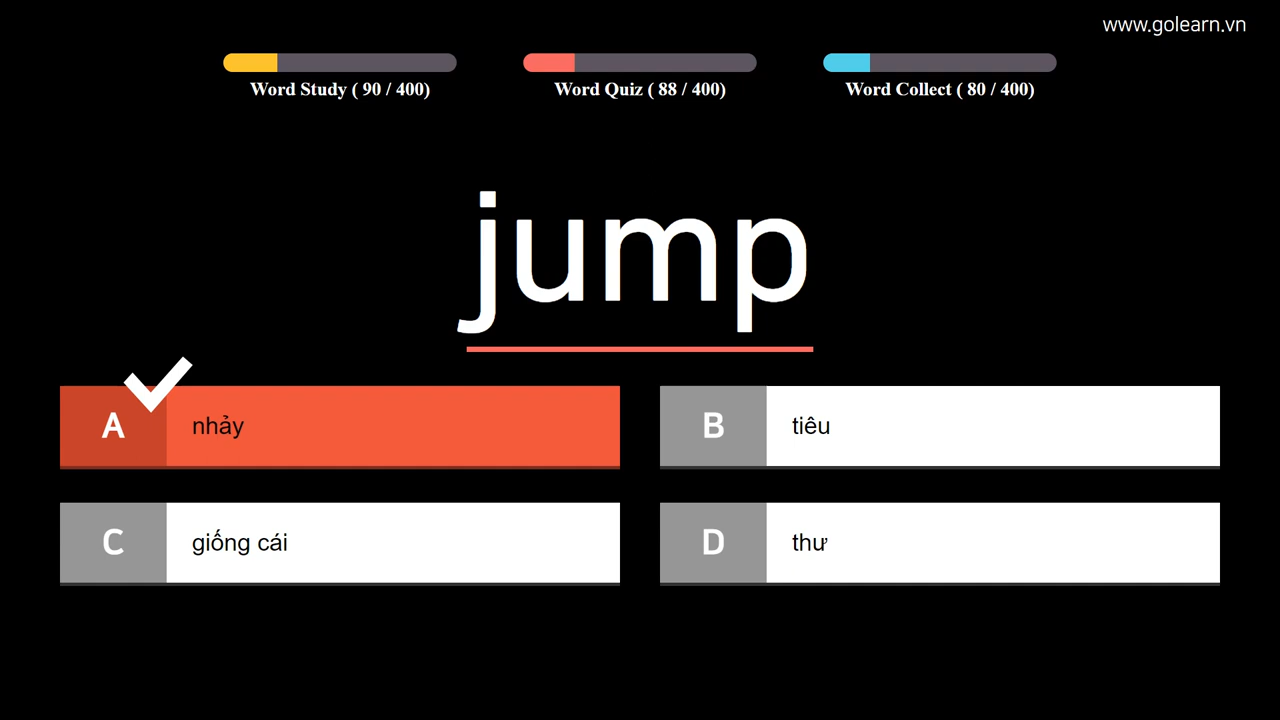 www.golearn.vn
Word Study ( 90 / 400)
Word Quiz ( 88 / 400)
Word Collect ( 80 / 400)
jump
A nhảy
B tiêu
C giống cái
D thư